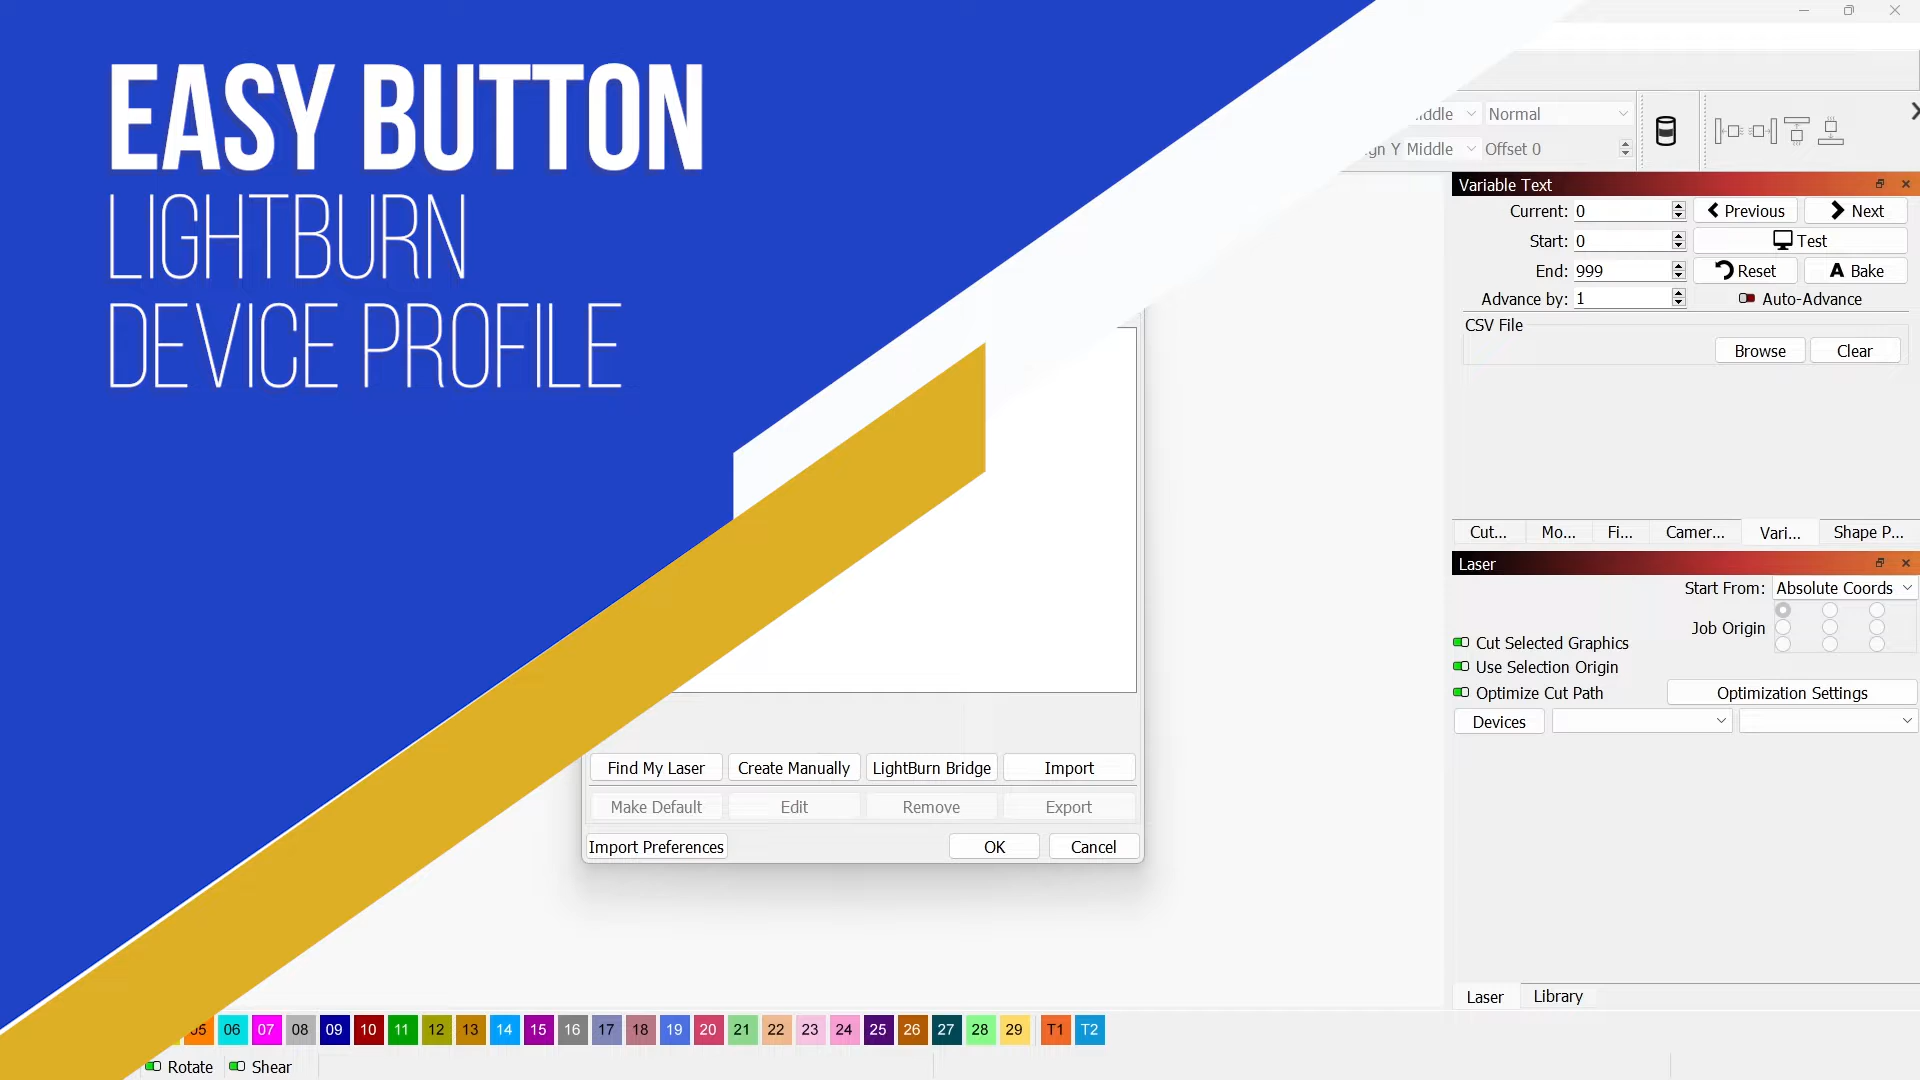 EASY BUTTON
LIGHTBURN
DEVICE PROFILE
Normal
Y Middle
Offset 0
Variable Text
Current: 0
Previous
Next
Start: 0
Test
End: 999
Reset
A Bake
Advance by: 1
Auto-Advance
CSV File
Browse
Clear
Cut...
Mo...
Fi...
Camer...
Vari...
Shape P...
Laser
Start From: Absolute Coords
Job Origin
Cut Selected Graphics
Use Selection Origin
Optimize Cut Path
Optimization Settings
Devices
Find My Laser
Create Manually
LightBurn Bridge
Import
Make Default
Edit
Remove
Export
Import Preferences
OK
Cancel
Laser
Library
06 07 08 09 10 11 12 13 14 15 16 17 18 19 20 21 22 23 24 25 26 27 28 29 T1 T2
Rotate
Shear